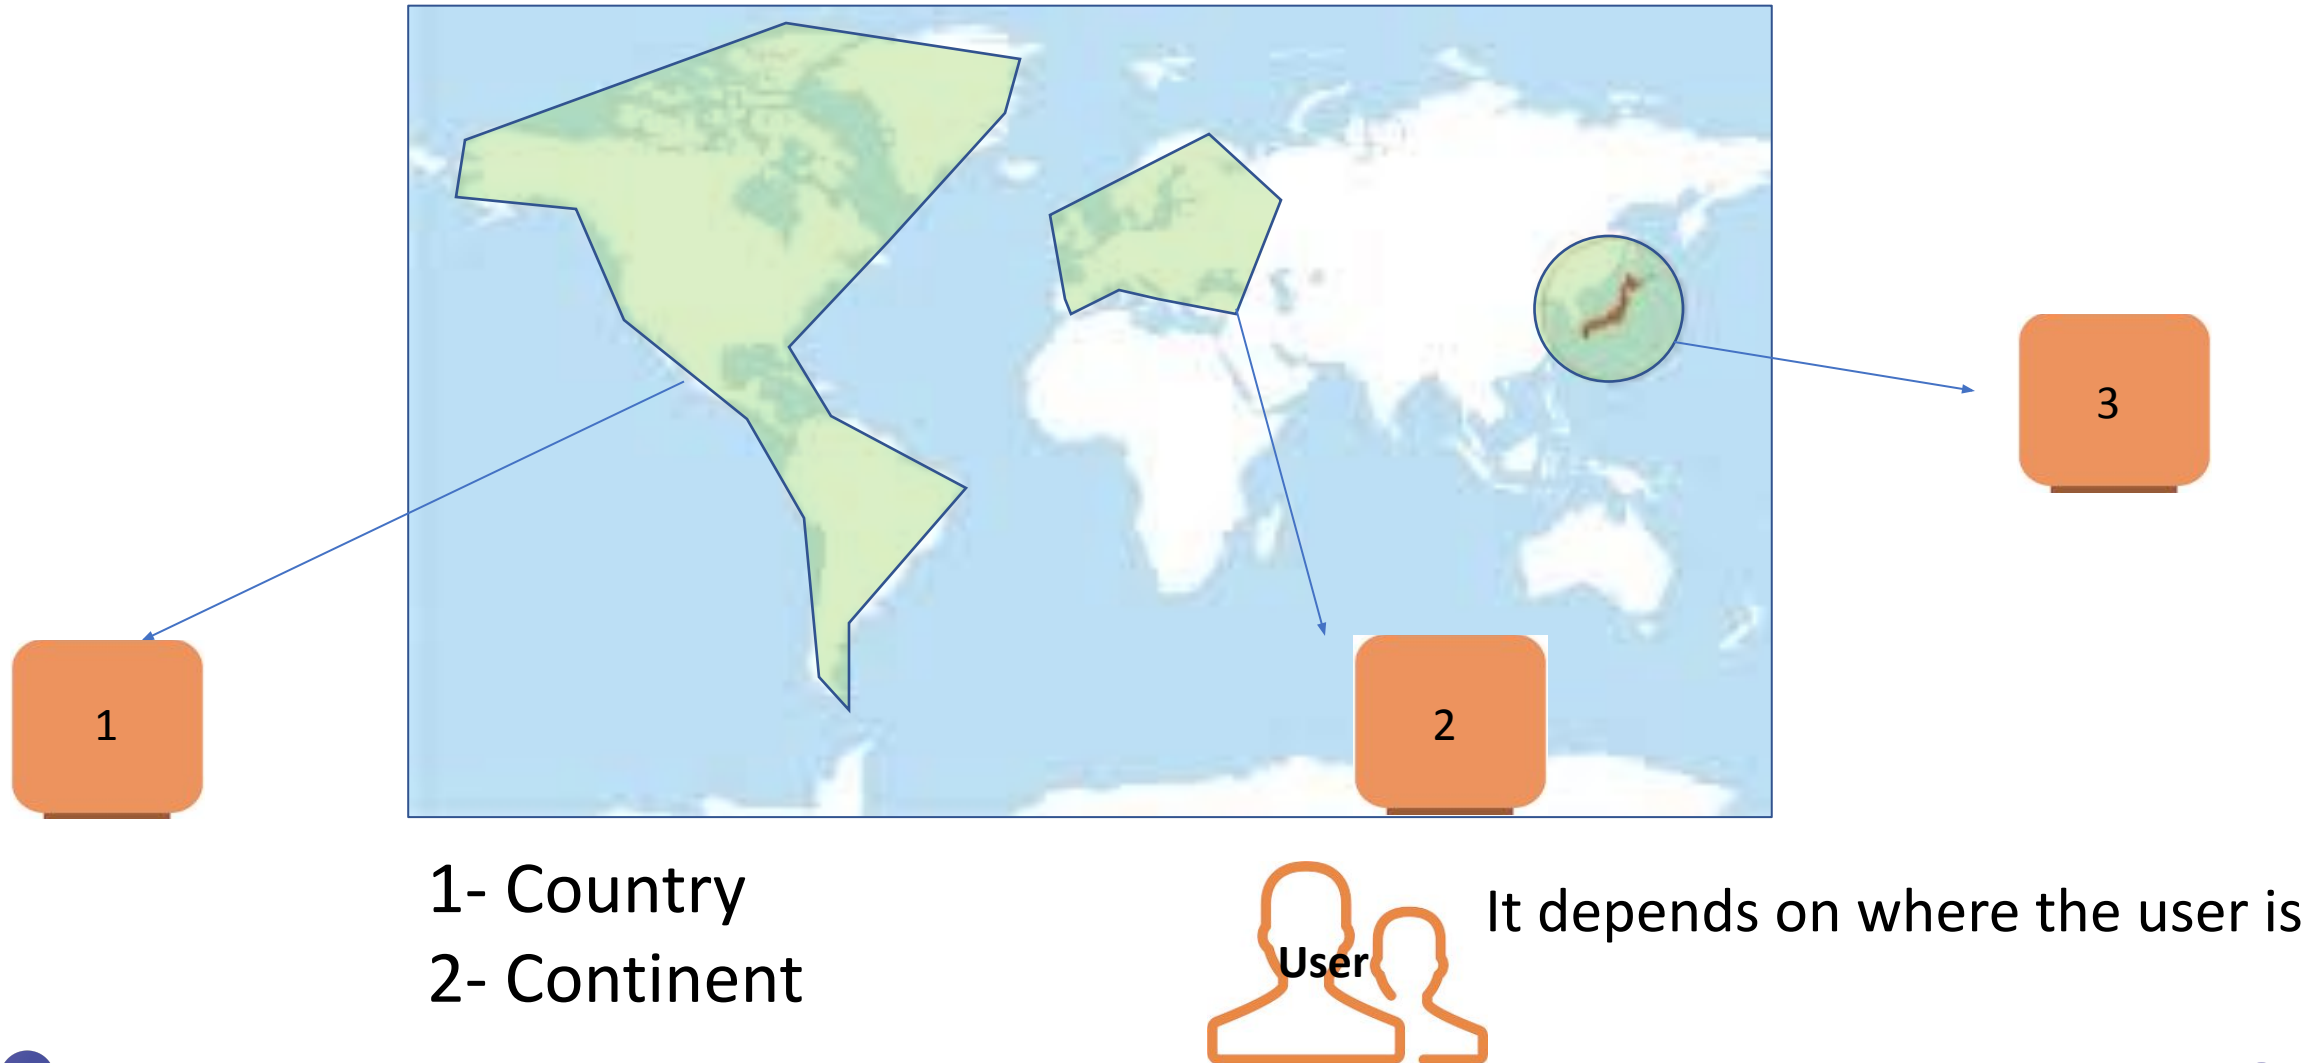 3
1
2
1- Country
2- Continent
User
It depends on where the user is